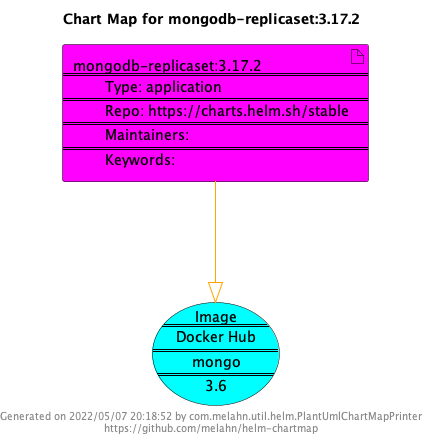 Chart Map for mongodb-replicaset:3.17.2
mongodb-replicaset:3.17.2
Type: application
Repo: https://charts.helm.sh/stable
Maintainers:
Keywords:
Image
Docker Hub
mongo
3.6
Generated on 2022/05/07 20:18:52 by com.melahn.util.helm.PlantUmlChartMapPrinter
https://github.com/melahn/helm-chartmap